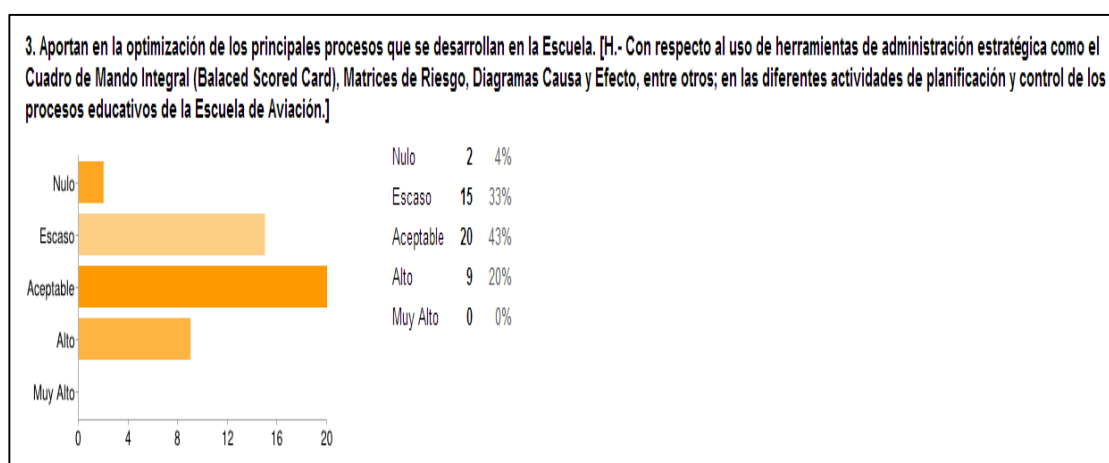 3. Aportan en la optimización de los principales procesos que se desarrollan en la Escuela. [H.- Con respecto al uso de herramientas de administración estratégica como el
Cuadro de Mando Integral (Balaced Scored Card), Matrices de Riesgo, Diagramas Causa y Efecto, entre otros; en las diferentes actividades de planificación y control de los
procesos educativos de la Escuela de Aviación.]
Nulo
Escaso
Aceptable
Alto
Muy Alto
0 4 8 12 16 20
Nulo 2 4%
Escaso 15 33%
Aceptable 20 43%
Alto 9 20%
Muy Alto 0 0%